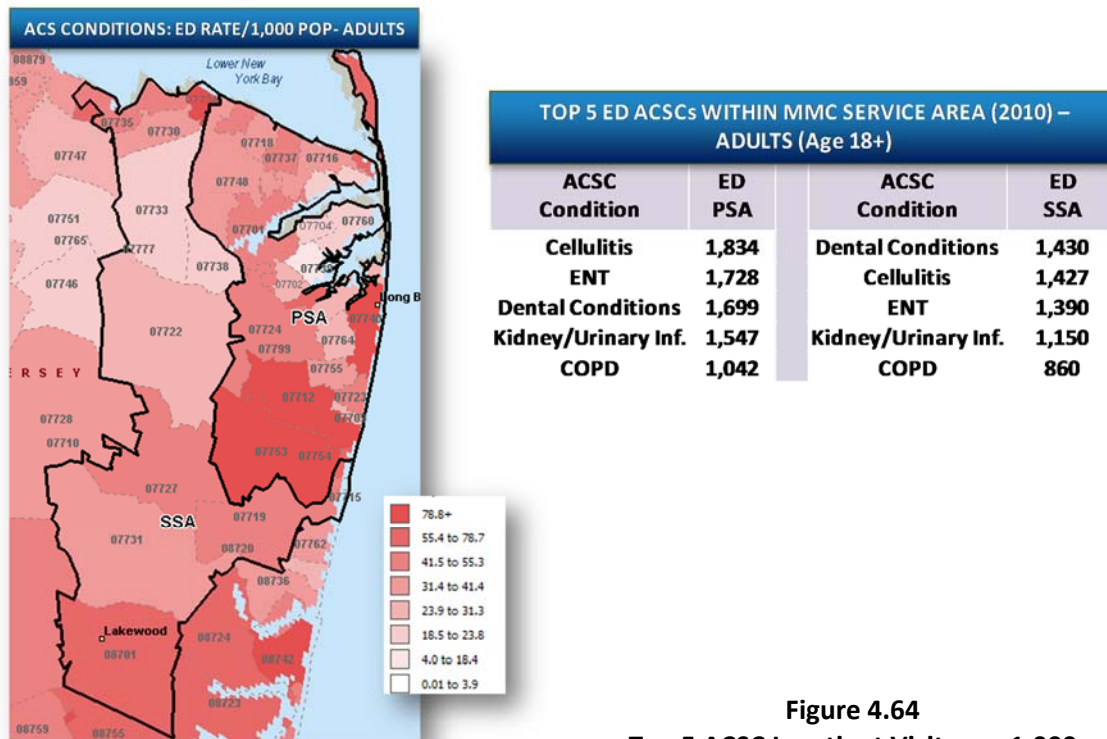 ACS CONDITIONS: ED RATE/1,000 POP- ADULTS
08879
Lower New
York Bay
07735
07730
07718
07747
07737
07716
07748
07751
07733
07704
07760
07765
07701
07777
07738
07746
07702
Long B
07740
07722
07724
PSA
07764
07799
ERSEY
07755
07712
07723
07728
07710
07753
07754
07727
07715
SSA
07719
07731
08720
07762
08736
Lakewood
08701
08724
08742
08723
08759
08755
78.8+
55.4 to 78.7
41.5 to 55.3
31.4 to 41.4
23.9 to 31.3
18.5 to 23.8
4.0 to 18.4
0.01 to 3.9
TOP 5 ED ACSCs WITHIN MMC SERVICE AREA (2010) –
ADULTS (Age 18+)
ACSC ED ACSC ED
Condition PSA Condition SSA
Cellulitis 1,834 Dental Conditions 1,430
ENT 1,728 Cellulitis 1,427
Dental Conditions 1,699 ENT 1,390
Kidney/Urinary Inf. 1,547 Kidney/Urinary Inf. 1,150
COPD 1,042 COPD 860
Figure 4.64